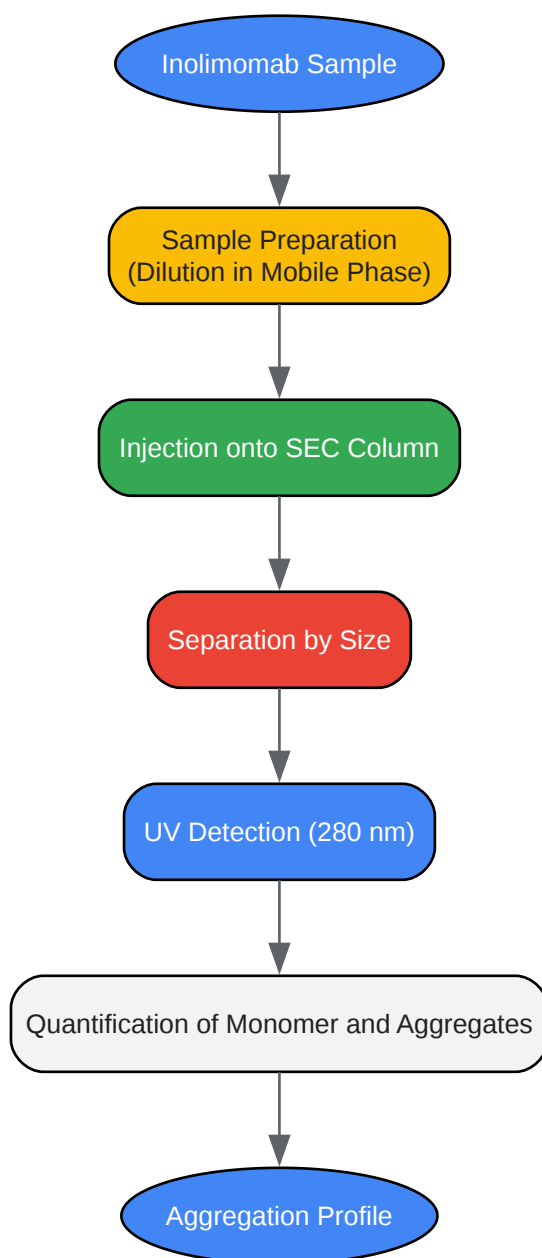 Inolimomab Sample
Sample Preparation
(Dilution in Mobile Phase)
Injection onto SEC Column
Separation by Size
UV Detection (280 nm)
Quantification of Monomer and Aggregates
Aggregation Profile